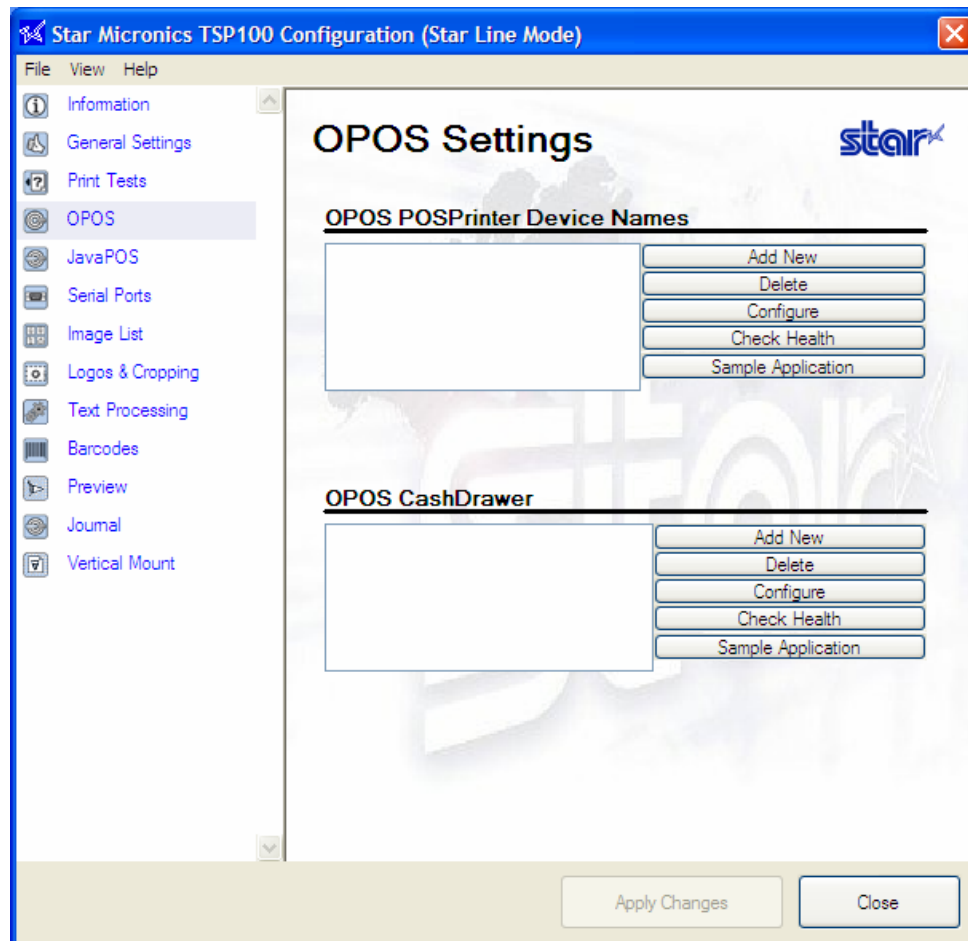 Star Micronics TSP100 Configuration (Star Line Mode)
File View Help
Information
General Settings
Print Tests
OPOS
JavaPOS
Serial Ports
Image List
Logos & Cropping
Text Processing
Barcodes
Preview
Journal
Vertical Mount
OPOS Settings
star
OPOS POSPrinter Device Names
Add New
Delete
Configure
Check Health
Sample Application
OPOS CashDrawer
Add New
Delete
Configure
Check Health
Sample Application
star
Apply Changes
Close